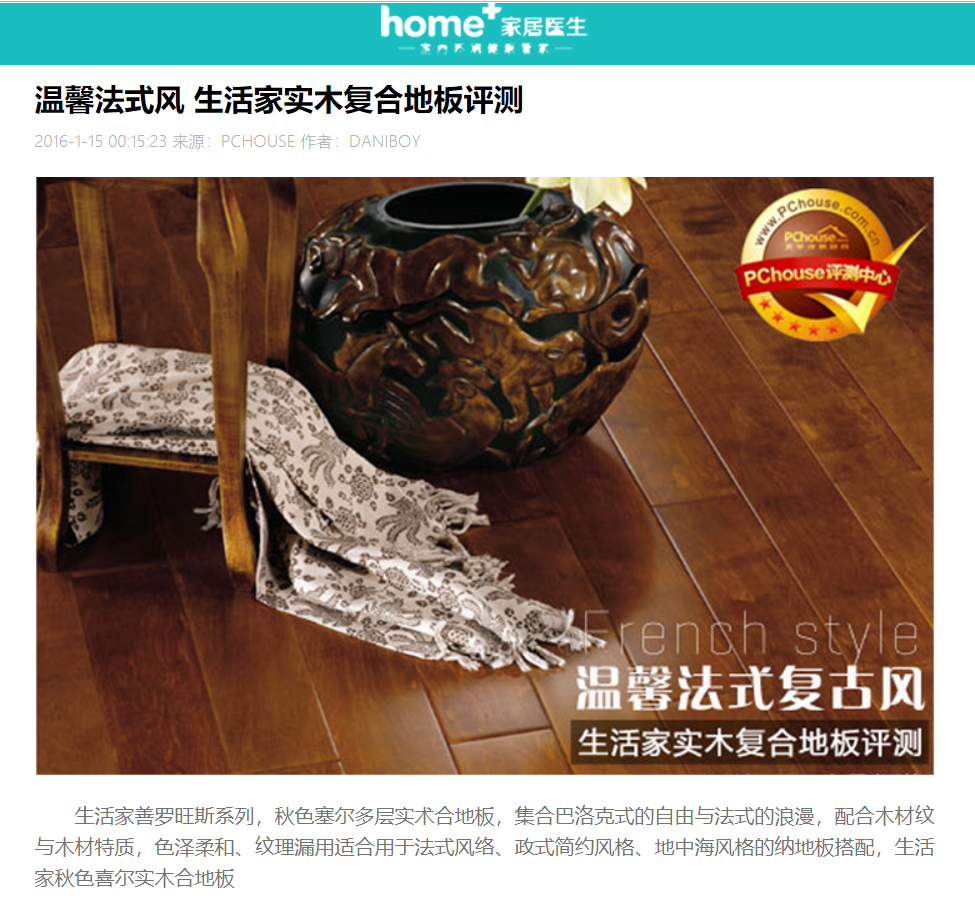 home+家居医生
温馨法式风 生活家实木复合地板评测
2016-1-15 00:15:23 来源：PCHOUSE 作者：DANIBOY
www.PChouse.com.cn
PChouse
PChouse评测中心
French style
温馨法式复古风
生活家实木复合地板评测
生活家善罗旺斯系列，秋色塞尔多层实术合地板，集合巴洛克式的自由与法式的浪漫，配合木材纹
与木材特质，色泽柔和、纹理漏用适合用于法式风络、政式简约风格、地中海风格的纳地板搭配，生活
家秋色喜尔实木合地板